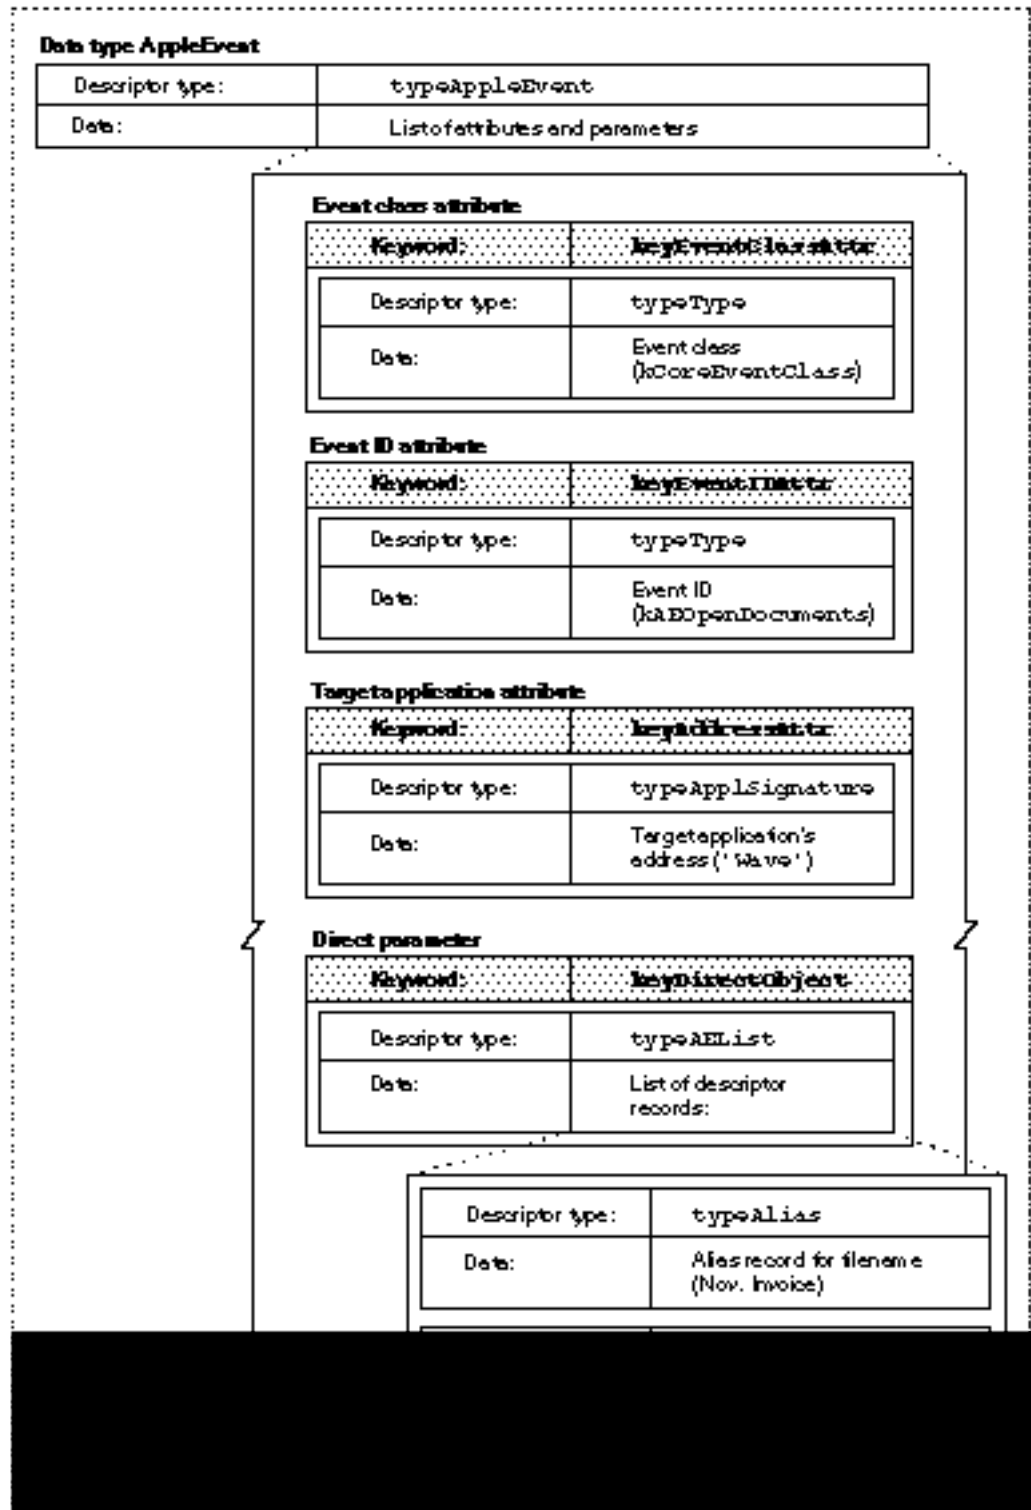 Data type AppleEvent
Descriptor type: typeAppleEvent
Data: List of attributes and parameters
Event class attribute
Keyword: keyEventClassAttr
Descriptor type: typeType
Data: Event class
(kCoreEventClass)
Event ID attribute
Keyword: keyEventIDAttr
Descriptor type: typeType
Data: Event ID
(kAEOpenDocuments)
Target application attribute
Keyword: keyAddressAttr
Descriptor type: typeApplSignature
Data: Target application's
address ('Wave')
Direct parameter
Keyword: keyDirectObject
Descriptor type: typeAEList
Data: List of descriptor
records:
Descriptor type: typeAlias
Data: Alias record for filename
(Nov. Invoice)